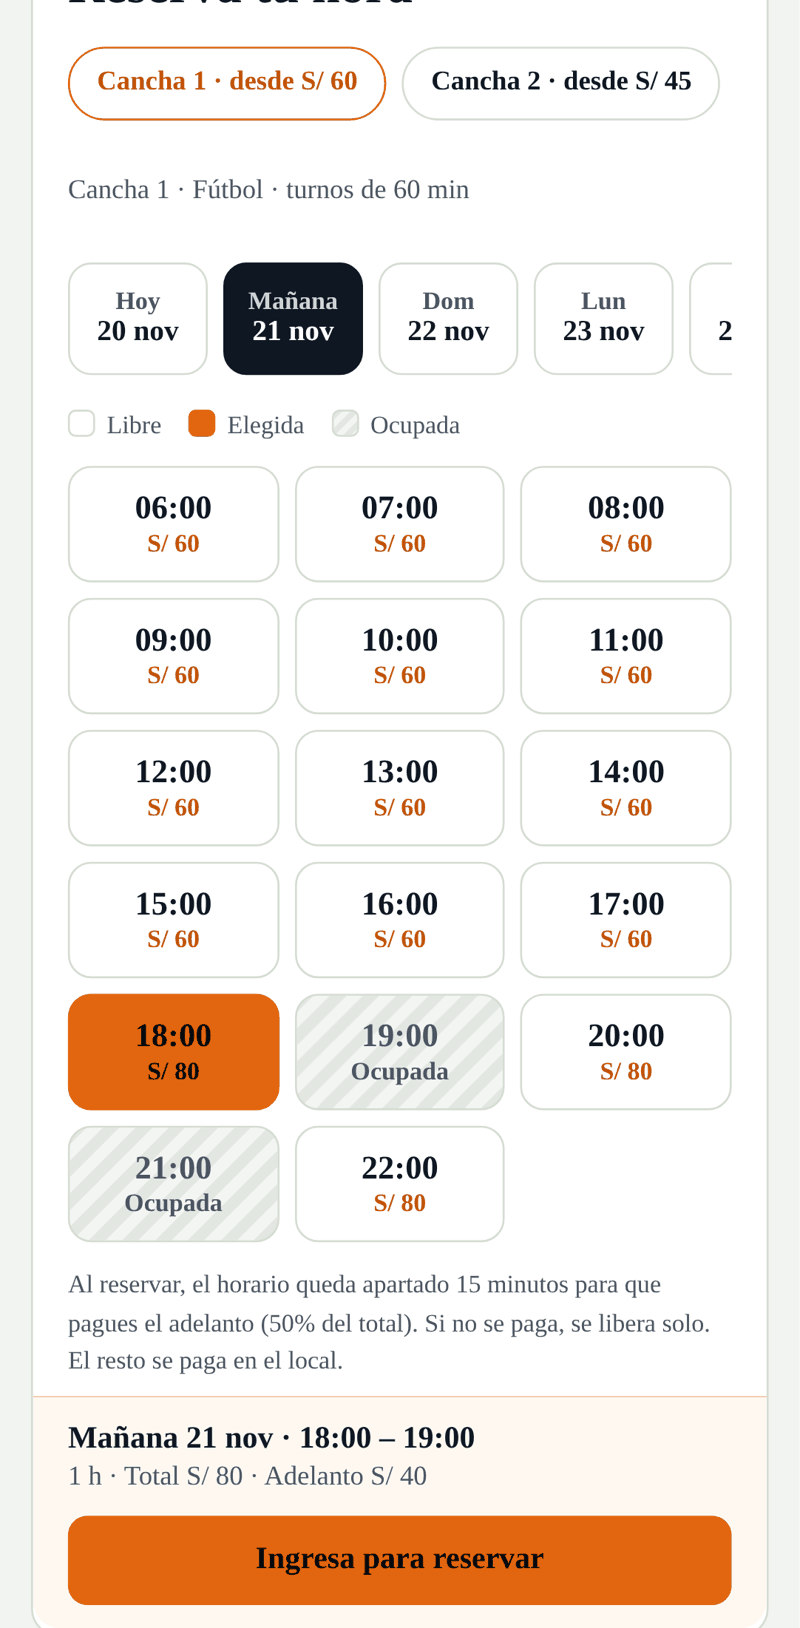 Reserva tu hora
Cancha 1 · desde S/ 60
Cancha 2 · desde S/ 45
Cancha 1 · Fútbol · turnos de 60 min
Hoy
20 nov
Mañana
21 nov
Dom
22 nov
Lun
23 nov
2
Libre
Elegida
Ocupada
06:00
S/ 60
07:00
S/ 60
08:00
S/ 60
09:00
S/ 60
10:00
S/ 60
11:00
S/ 60
12:00
S/ 60
13:00
S/ 60
14:00
S/ 60
15:00
S/ 60
16:00
S/ 60
17:00
S/ 60
18:00
S/ 80
19:00
Ocupada
20:00
S/ 80
21:00
Ocupada
22:00
S/ 80
Al reservar, el horario queda apartado 15 minutos para que
pagues el adelanto (50% del total). Si no se paga, se libera solo.
El resto se paga en el local.
Mañana 21 nov · 18:00 – 19:00
1 h · Total S/ 80 · Adelanto S/ 40
Ingresa para reservar